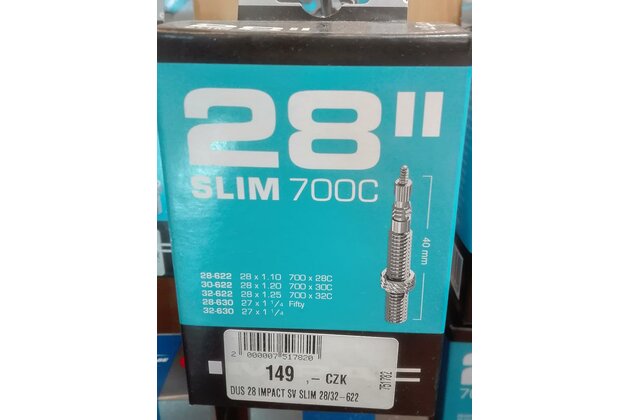 28"
SLIM 700C
40 mm
28-622 28 x 1.10 700 x 28C
30-622 28 x 1.20 700 x 30C
32-622 28 x 1.25 700 x 32C
28-630 27 x 1 1/4 Fifty
32-630 27 x 1 1/4
2 000007 517820
149 ,- CZK
751782
DUS 28 IMPACT SV SLIM 28/32-622